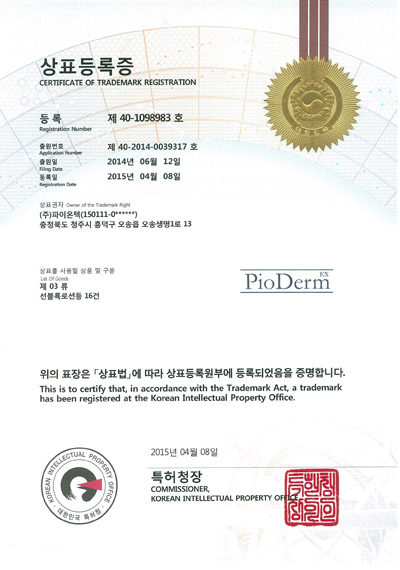 상표등록증
CERTIFICATE OF TRADEMARK REGISTRATION
등 록 제 40-1098983 호
Registration Number
출원번호 제 40-2014-0039317 호
Application Number
출원일 2014년 06월 12일
Filing Date
등록일 2015년 04월 08일
Registration Date
상표권자 Owner of the Trademark Right
(주)파이온텍(150111-0******)
충청북도 청주시 흥덕구 오송읍 오송생명1로 13
상표를 사용할 상품 및 구분
List Of Goods
제 03 류
선블록로션등 16건
PioDerm EX
위의 표장은 「상표법」에 따라 상표등록원부에 등록되었음을 증명합니다.
This is to certify that, in accordance with the Trademark Act, a trademark
has been registered at the Korean Intellectual Property Office.
2015년 04월 08일
특허청장
COMMISSIONER,
KOREAN INTELLECTUAL PROPERTY OFFICE
KOREAN INTELLECTUAL PROPERTY OFFICE
대한민국 특허청